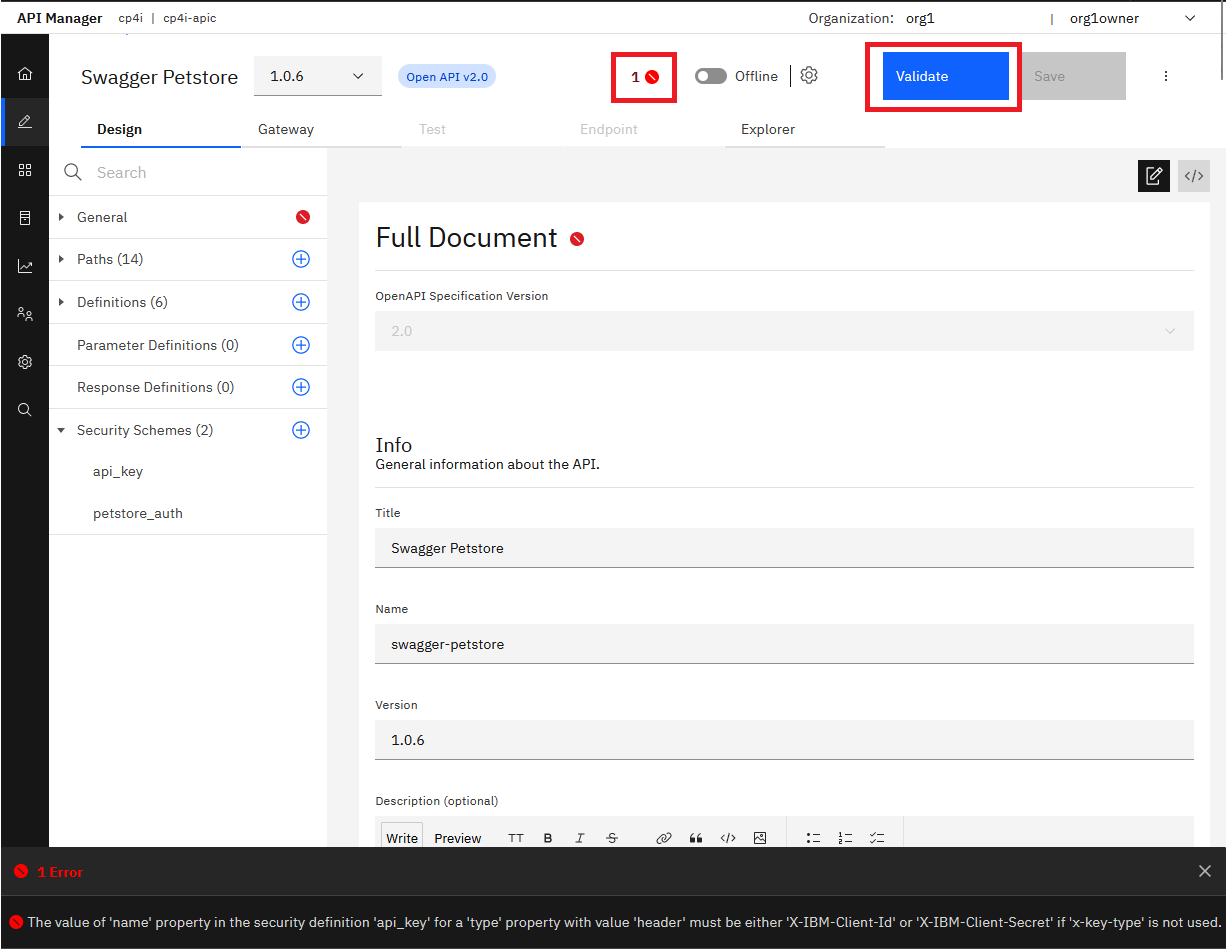 API Manager cp4i | cp4i-apic Organization: org1 | org1owner
Swagger Petstore 1.0.6 Open API v2.0 1 Offline Validate Save
Design Gateway Test Endpoint Explorer
Search
General
Paths (14)
Definitions (6)
Parameter Definitions (0)
Response Definitions (0)
Security Schemes (2)
api_key
petstore_auth
</>
Full Document
OpenAPI Specification Version
2.0
Info
General information about the API.
Title
Swagger Petstore
Name
swagger-petstore
Version
1.0.6
Description (optional)
Write Preview TT B I S </>
1 Error
The value of 'name' property in the security definition 'api_key' for a 'type' property with value 'header' must be either 'X-IBM-Client-Id' or 'X-IBM-Client-Secret' if 'x-key-type' is not used.